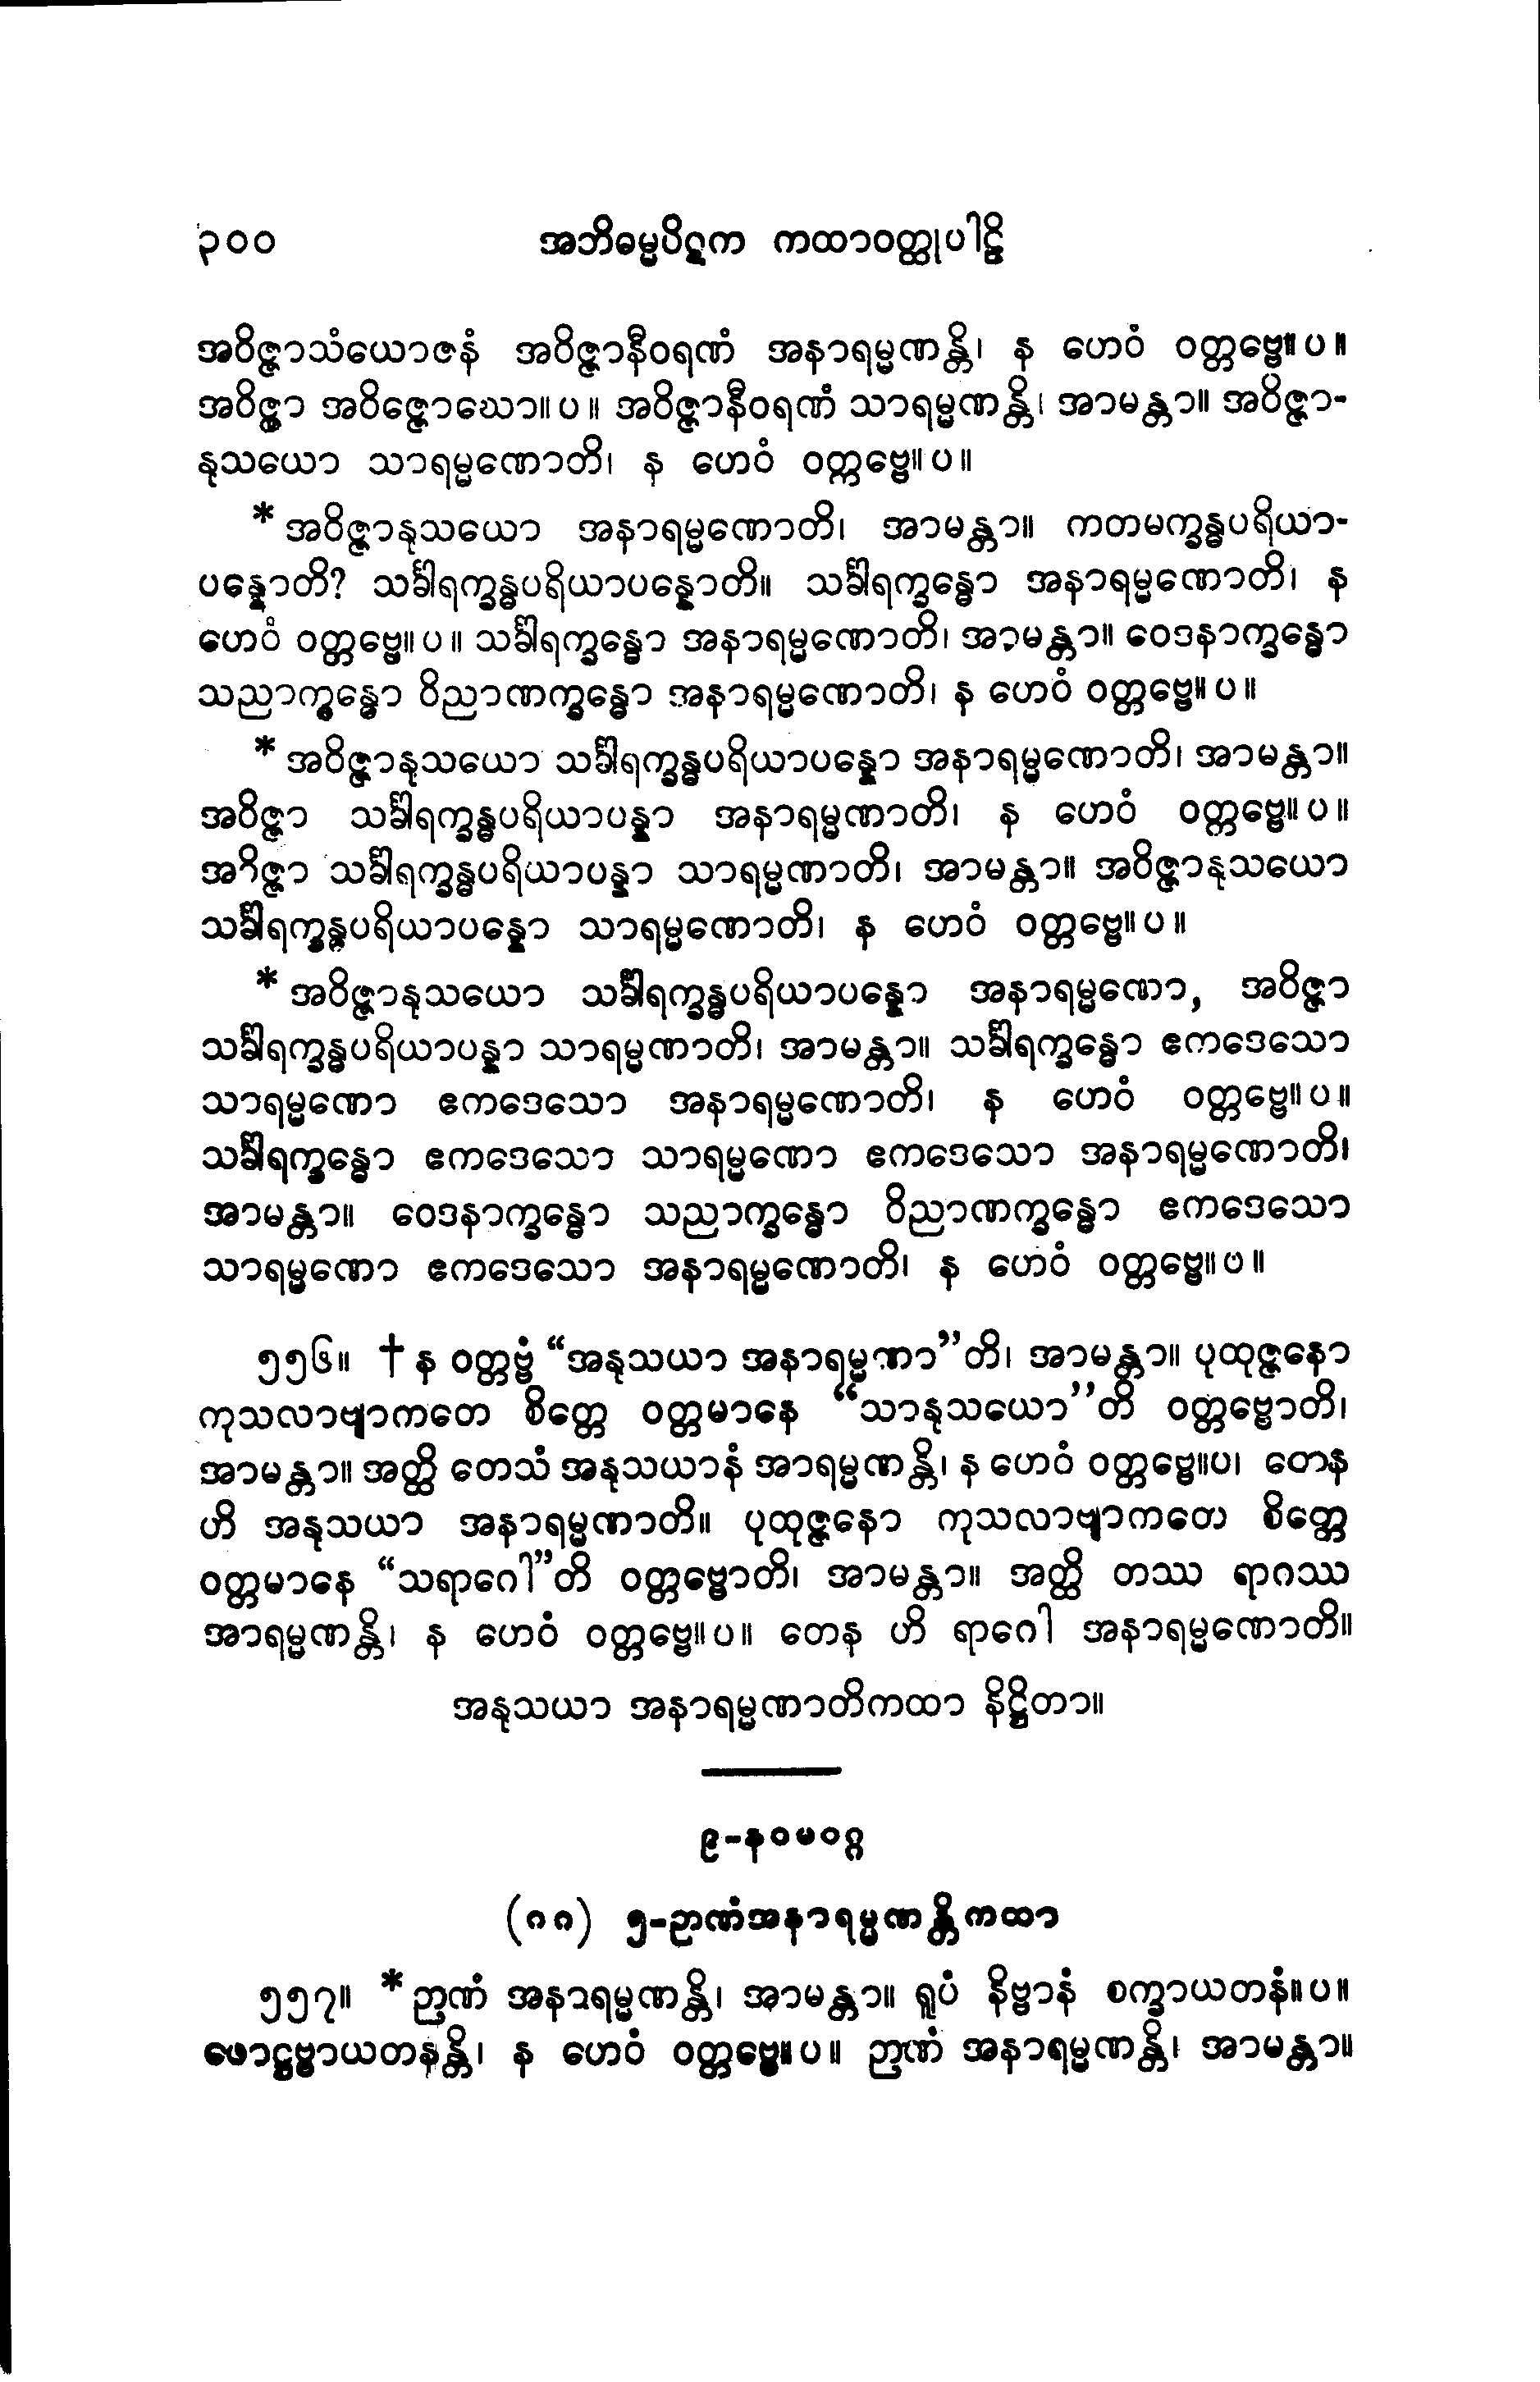 ၃၀၀ အဘိဓမ္မပိဋက ကထာဝတ္ထုပါဠိ
အဝိဇ္ဇာသံယောဇနံ အဝိဇ္ဇာနီဝရဏံ အနာရမ္မဏန္တိ၊ န ဟေဝံ ဝတ္တဗ္ဗေ။ပ။
အဝိဇ္ဇာ အဝိဇ္ဇောဃော။ပ။ အဝိဇ္ဇာနီဝရဏံ သာရမ္မဏန္တိ၊ အာမန္တာ။ အဝိဇ္ဇာ-
နုသယော သာရမ္မဏောတိ၊ န ဟေဝံ ဝတ္တဗ္ဗေ။ပ။
* အဝိဇ္ဇာနုသယော အနာရမ္မဏောတိ၊ အာမန္တာ။ ကတမက္ခန္ဓပရိယာ-
ပန္နောတိ? သင်္ခါရက္ခန္ဓပရိယာပန္နောတိ။ သင်္ခါရက္ခန္ဓော အနာရမ္မဏောတိ၊ န
ဟေဝံ ဝတ္တဗ္ဗေ။ပ။ သင်္ခါရက္ခန္ဓော အနာရမ္မဏောတိ၊ အာမန္တာ။ ဝေဒနာက္ခန္ဓော
သညာက္ခန္ဓော ဝိညာဏက္ခန္ဓော အနာရမ္မဏောတိ၊ န ဟေဝံ ဝတ္တဗ္ဗေ။ပ။
* အဝိဇ္ဇာနုသယော သင်္ခါရက္ခန္ဓပရိယာပန္နော အနာရမ္မဏောတိ၊ အာမန္တာ။
အဝိဇ္ဇာ သင်္ခါရက္ခန္ဓပရိယာပန္နာ အနာရမ္မဏာတိ၊ န ဟေဝံ ဝတ္တဗ္ဗေ။ပ။
အဝိဇ္ဇာ သင်္ခါရက္ခန္ဓပရိယာပန္နာ သာရမ္မဏာတိ၊ အာမန္တာ။ အဝိဇ္ဇာနုသယော
သင်္ခါရက္ခန္ဓပရိယာပန္နော သာရမ္မဏောတိ၊ န ဟေဝံ ဝတ္တဗ္ဗေ။ပ။
* အဝိဇ္ဇာနုသယော သင်္ခါရက္ခန္ဓပရိယာပန္နော အနာရမ္မဏော, အဝိဇ္ဇာ
သင်္ခါရက္ခန္ဓပရိယာပန္နာ သာရမ္မဏာတိ၊ အာမန္တာ။ သင်္ခါရက္ခန္ဓော ဧကဒေသော
သာရမ္မဏော ဧကဒေသော အနာရမ္မဏောတိ၊ န ဟေဝံ ဝတ္တဗ္ဗေ။ပ။
သင်္ခါရက္ခန္ဓော ဧကဒေသော သာရမ္မဏော ဧကဒေသော အနာရမ္မဏောတိ၊
အာမန္တာ။ ဝေဒနာက္ခန္ဓော သညာက္ခန္ဓော ဝိညာဏက္ခန္ဓော ဧကဒေသော
သာရမ္မဏော ဧကဒေသော အနာရမ္မဏောတိ၊ န ဟေဝံ ဝတ္တဗ္ဗေ။ပ။
၅၅၆။ † န ဝတ္တဗ္ဗံ “အနုသယာ အနာရမ္မဏာ”တိ၊ အာမန္တာ။ ပုထုဇ္ဇနော
ကုသလာဗျာကတေ စိတ္တေ ဝတ္တမာနေ “သာနုသယော”တိ ဝတ္တဗ္ဗောတိ၊
အာမန္တာ။ အတ္ထိ တေသံ အနုသယာနံ အာရမ္မဏန္တိ၊ န ဟေဝံ ဝတ္တဗ္ဗေ။ပ၊ တေန
ဟိ အနုသယာ အနာရမ္မဏာတိ။ ပုထုဇ္ဇနော ကုသလာဗျာကတေ စိတ္တေ
ဝတ္တမာနေ “သရာဂေါ”တိ ဝတ္တဗ္ဗောတိ၊ အာမန္တာ။ အတ္ထိ တဿ ရာဂဿ
အာရမ္မဏန္တိ၊ န ဟေဝံ ဝတ္တဗ္ဗေ။ပ။ တေန ဟိ ရာဂေါ အနာရမ္မဏောတိ။
အနုသယာ အနာရမ္မဏာတိကထာ နိဋ္ဌိတာ။
၉-နဝမဝဂ္ဂ
(၈၈) ၅-ဉာဏံအနာရမ္မဏန္တိကထာ
၅၅၇။ * ဉာဏံ အနာရမ္မဏန္တိ၊ အာမန္တာ။ ရူပံ နိဗ္ဗာနံ စက္ခာယတနံ။ပ။
ဖောဋ္ဌဗ္ဗာယတနန္တိ၊ န ဟေဝံ ဝတ္တဗ္ဗေ။ပ။ ဉာဏံ အနာရမ္မဏန္တိ၊ အာမန္တာ။